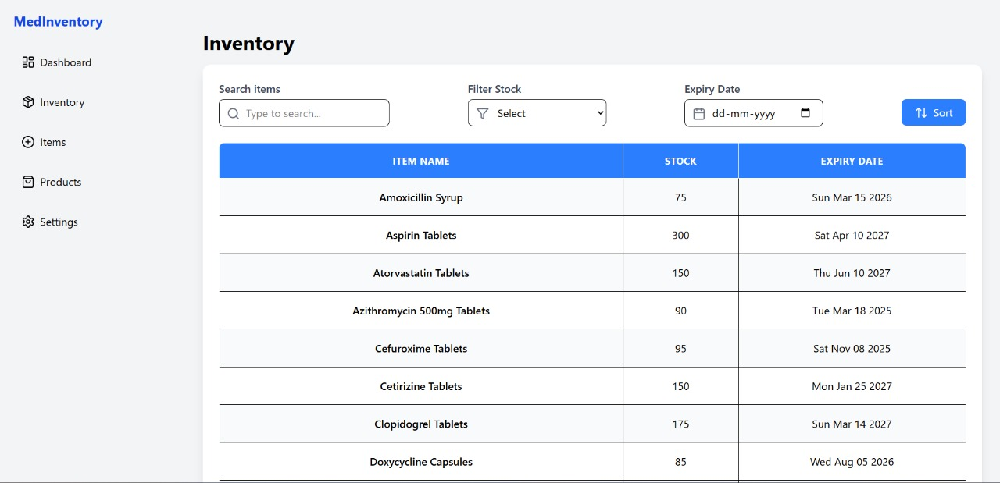 MedInventory
Dashboard
Inventory
Items
Products
Settings
Inventory
Search items
Type to search...
Filter Stock
Select
Expiry Date
dd-mm-yyyy
Sort
ITEM NAME STOCK EXPIRY DATE
Amoxicillin Syrup 75 Sun Mar 15 2026
Aspirin Tablets 300 Sat Apr 10 2027
Atorvastatin Tablets 150 Thu Jun 10 2027
Azithromycin 500mg Tablets 90 Tue Mar 18 2025
Cefuroxime Tablets 95 Sat Nov 08 2025
Cetirizine Tablets 150 Mon Jan 25 2027
Clopidogrel Tablets 175 Sun Mar 14 2027
Doxycycline Capsules 85 Wed Aug 05 2026